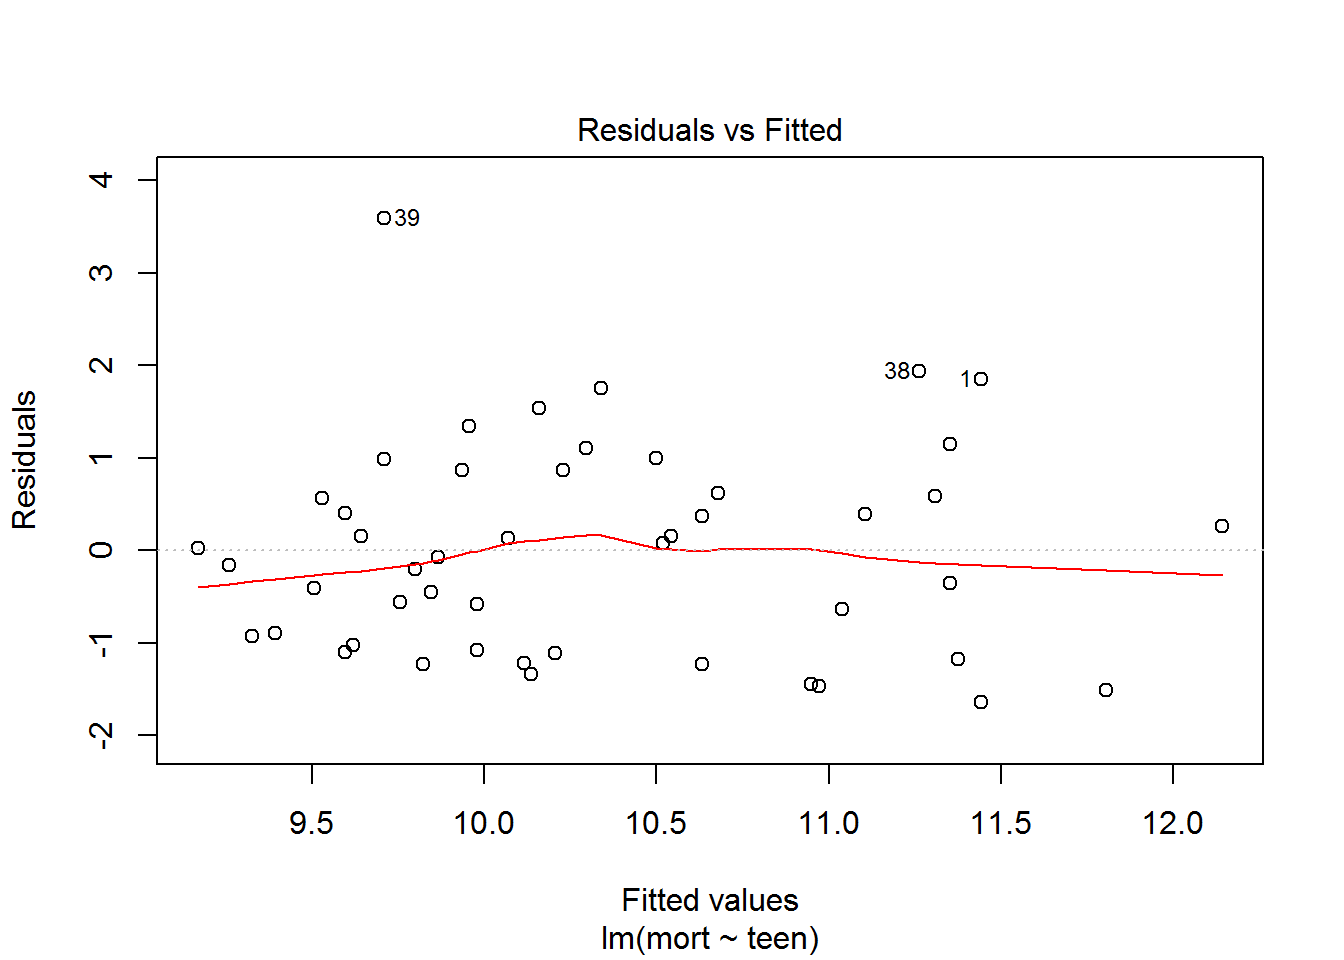 Residuals vs Fitted
Residuals
4
3
2
1
0
-1
-2
39
38
1
9.5 10.0 10.5 11.0 11.5 12.0
Fitted values
lm(mort ~ teen)